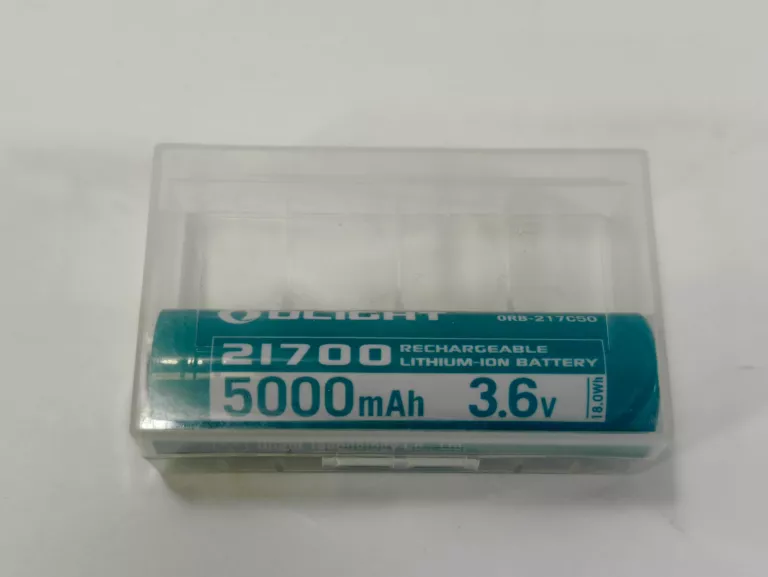 OLIGHT
ORB-217C50
21700 RECHARGEABLE LITHIUM-ION BATTERY
5000mAh 3.6V
18.0Wh